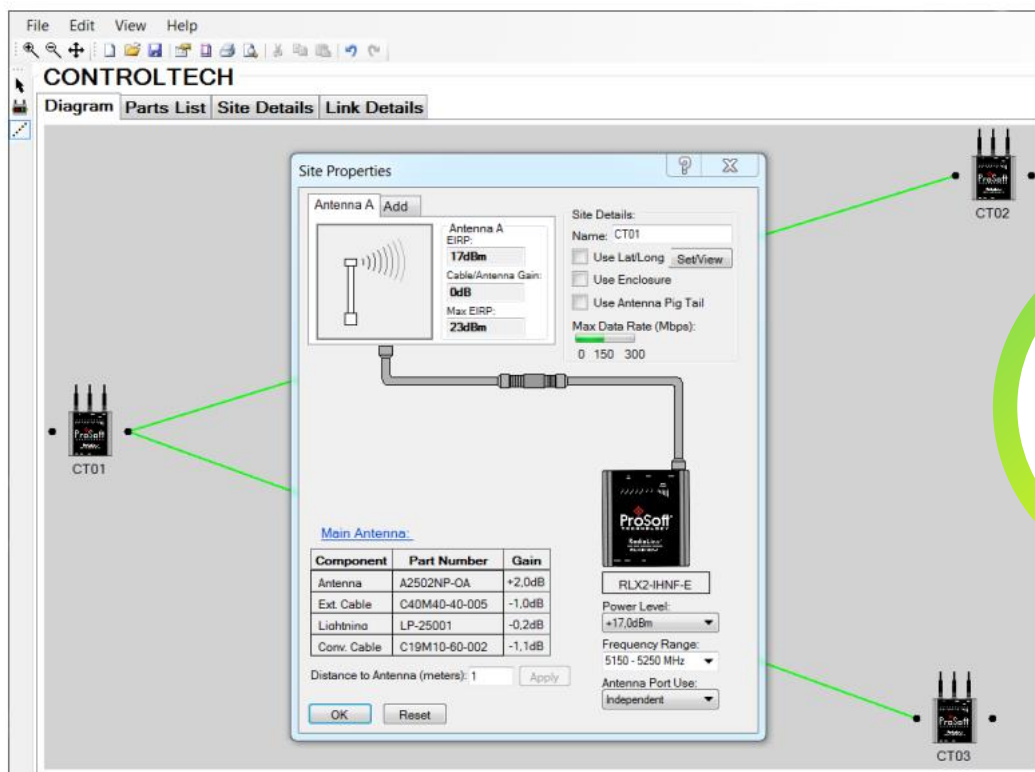 File Edit View Help
CONTROLTECH
Diagram Parts List Site Details Link Details
Site Properties
Antenna A Add
Antenna A
EIRP:
17dBm
Cable/Antenna Gain:
0dB
Max EIRP:
23dBm
Site Details:
Name: CT01
Use Lat/Long Set/View
Use Enclosure
Use Antenna Pig Tail
Max Data Rate (Mbps):
0 150 300
ProSoft
CT02
ProSoft
CT01
ProSoft
TECHNOLOGY
RadioLinx
RLX2-IHNF-E
Main Antenna:
Component Part Number Gain
Antenna A2502NP-OA +2,0dB
Ext. Cable C40M40-40-005 -1,0dB
Lightning LP-25001 -0,2dB
Conv. Cable C19M10-60-002 -1,1dB
Distance to Antenna (meters): 1 Apply
OK Reset
Power Level:
+17,0dBm
Frequency Range:
5150 - 5250 MHz
Antenna Port Use:
Independent
ProSoft
CT03